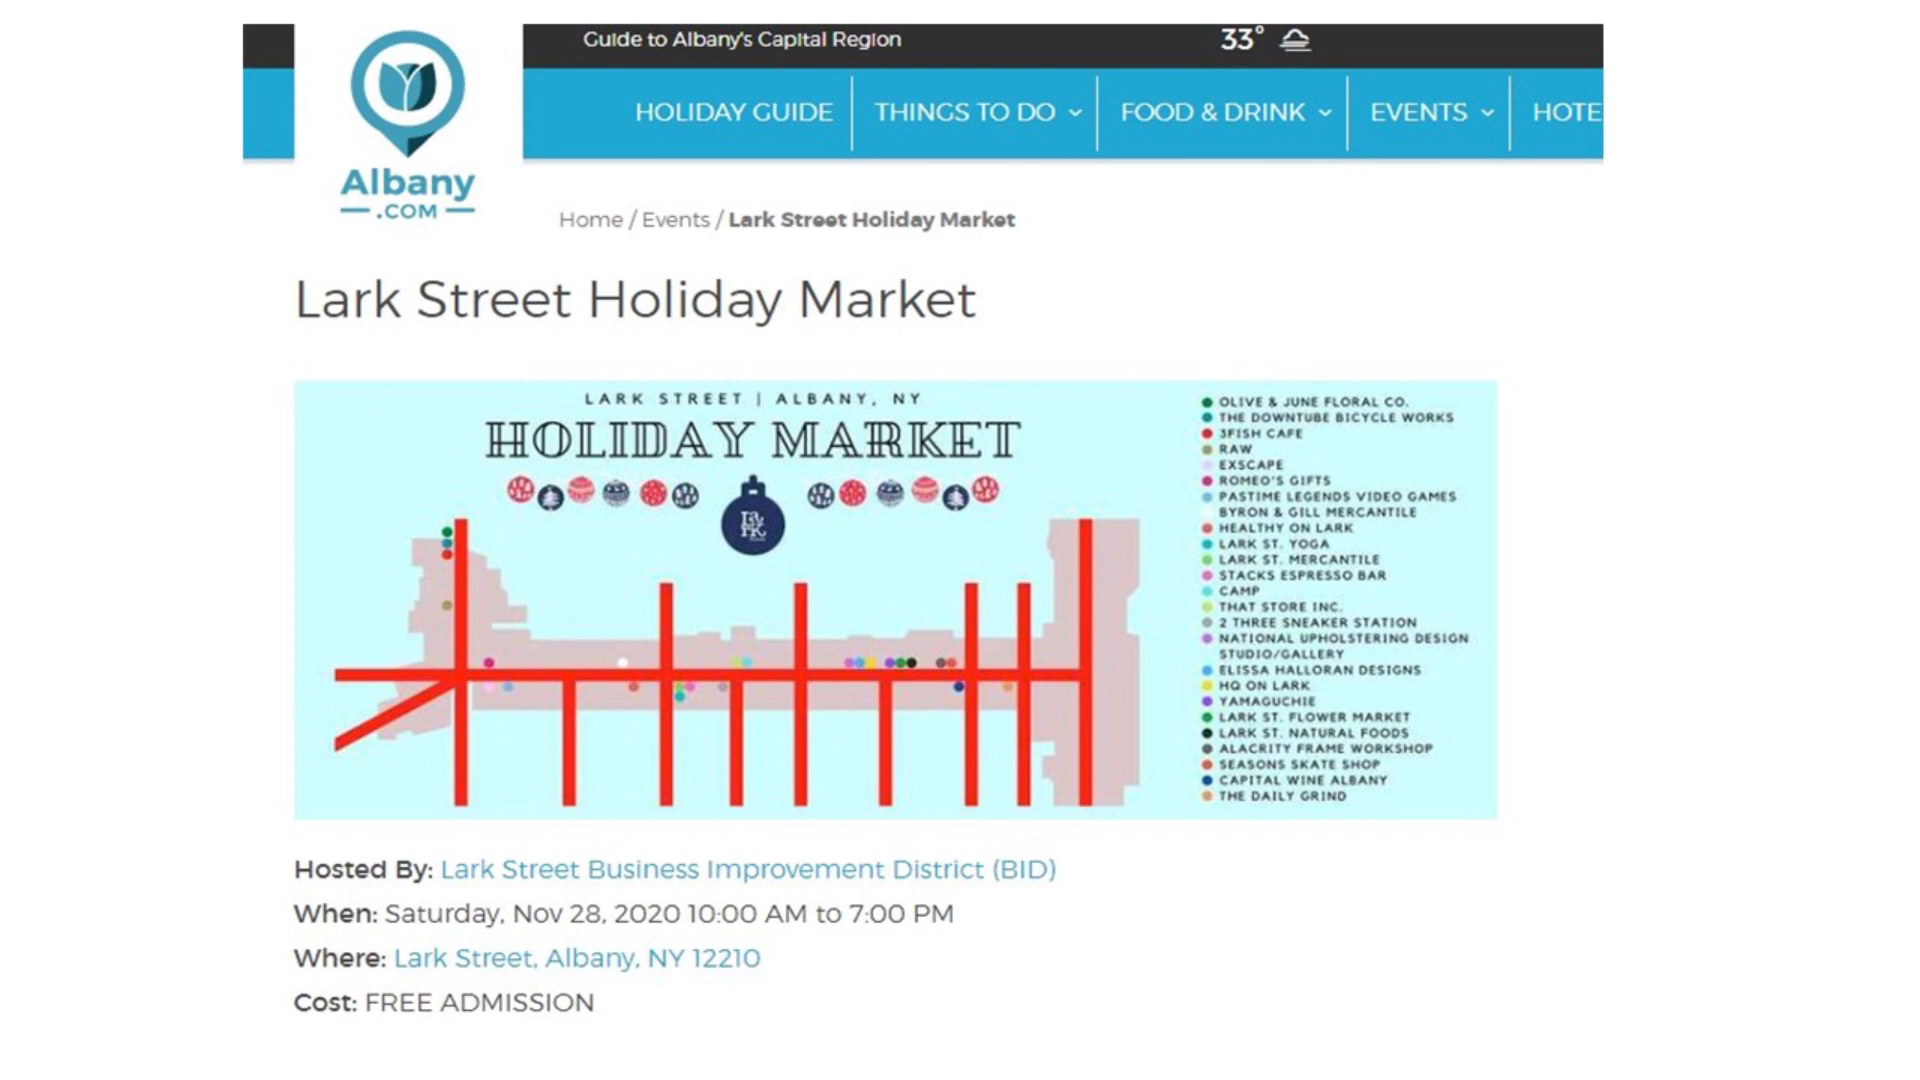 Guide to Albany's Capital Region
33°
HOLIDAY GUIDE
THINGS TO DO
FOOD & DRINK
EVENTS
HOTE
Albany
.COM
Home / Events / Lark Street Holiday Market
Lark Street Holiday Market
LARK STREET | ALBANY, NY
HOLIDAY MARKET
LARK
OLIVE & JUNE FLORAL CO.
THE DOWNTUBE BICYCLE WORKS
3FISH CAFE
RAW
EXSCAPE
ROMEO'S GIFTS
PASTIME LEGENDS VIDEO GAMES
BYRON & GILL MERCANTILE
HEALTHY ON LARK
LARK ST. YOGA
LARK ST. MERCANTILE
STACKS ESPRESSO BAR
CAMP
THAT STORE INC.
2 THREE SNEAKER STATION
NATIONAL UPHOLSTERING DESIGN
STUDIO/GALLERY
ELISSA HALLORAN DESIGNS
HQ ON LARK
YAMAGUCHIE
LARK ST. FLOWER MARKET
LARK ST. NATURAL FOODS
ALACRITY FRAME WORKSHOP
SEASONS SKATE SHOP
CAPITAL WINE ALBANY
THE DAILY GRIND
Hosted By: Lark Street Business Improvement District (BID)
When: Saturday, Nov 28, 2020 10:00 AM to 7:00 PM
Where: Lark Street, Albany, NY 12210
Cost: FREE ADMISSION